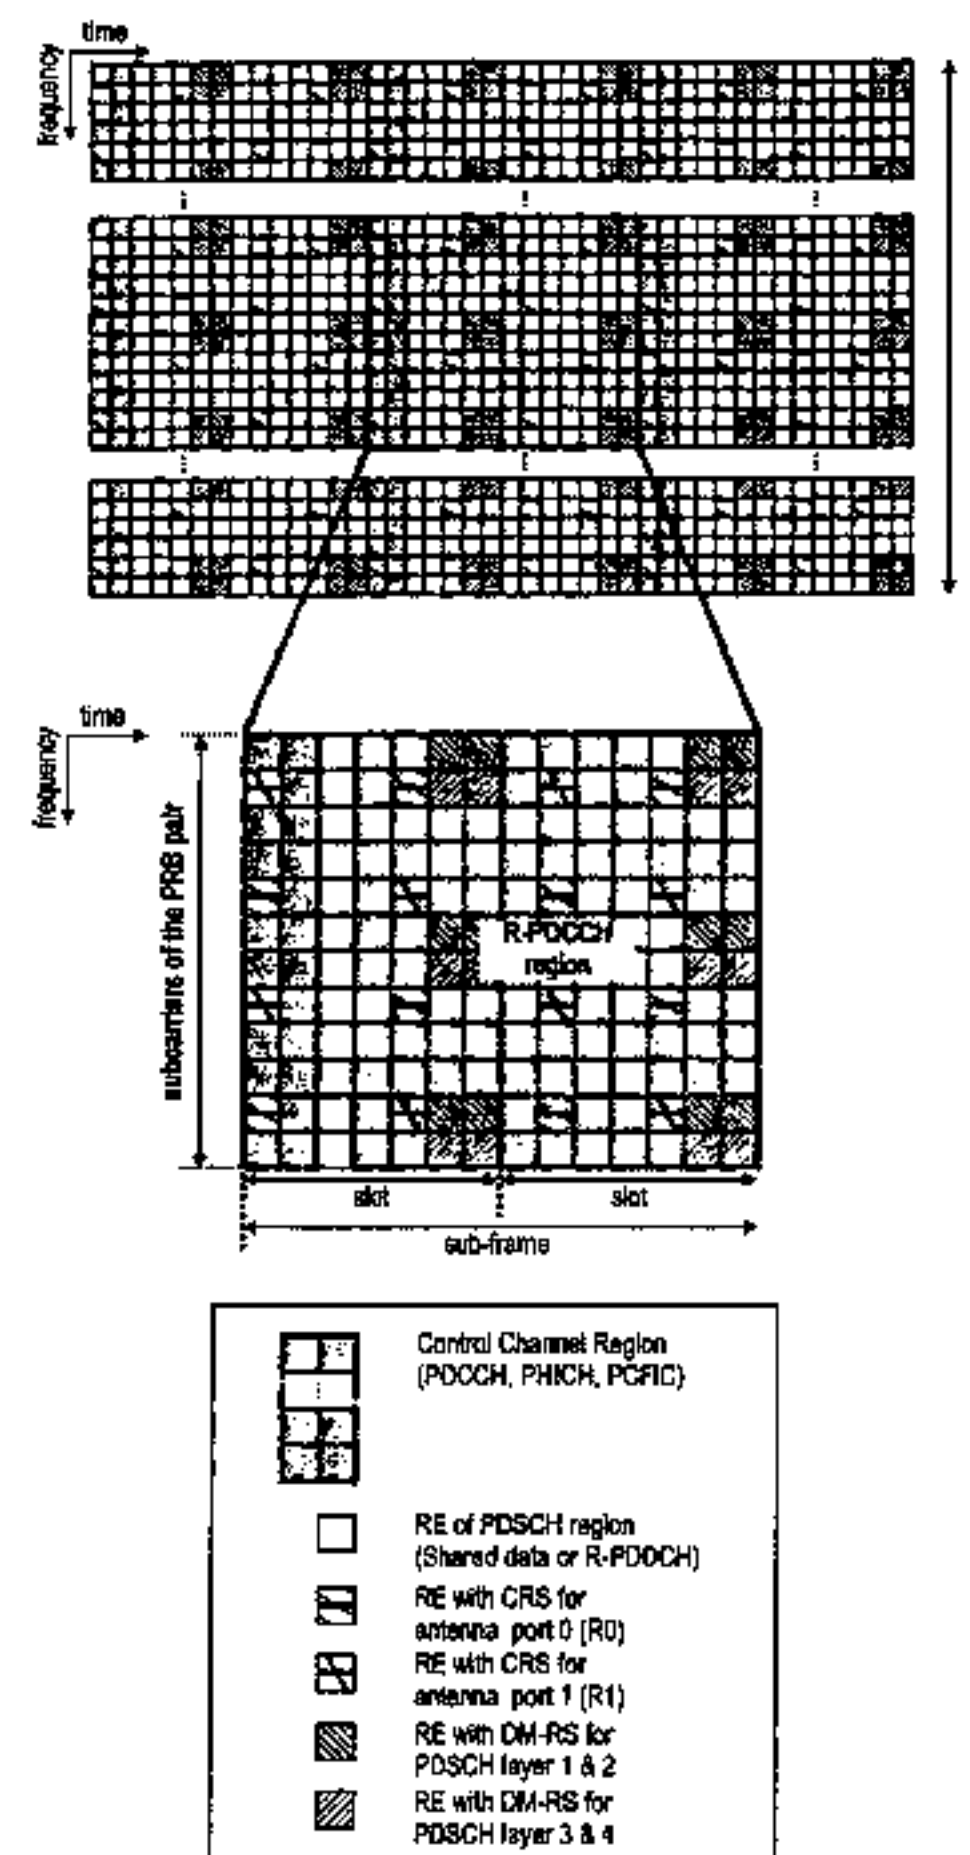 time
frequency
time
frequency
subcarriers of the PRB pair
R-PDCCH
region
slot
slot
sub-frame
Control Channel Region
(PDCCH, PHICH, PCFIC)
RE of PDSCH region
(Shared data or R-PDCCH)
RE with CRS for
antenna port 0 (R0)
RE with CRS for
antenna port 1 (R1)
RE with DM-RS for
PDSCH layer 1 & 2
RE with DM-RS for
PDSCH layer 3 & 4